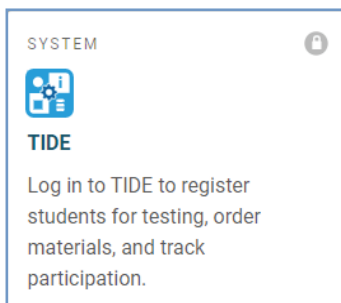 SYSTEM
TIDE
Log in to TIDE to register
students for testing, order
materials, and track
participation.